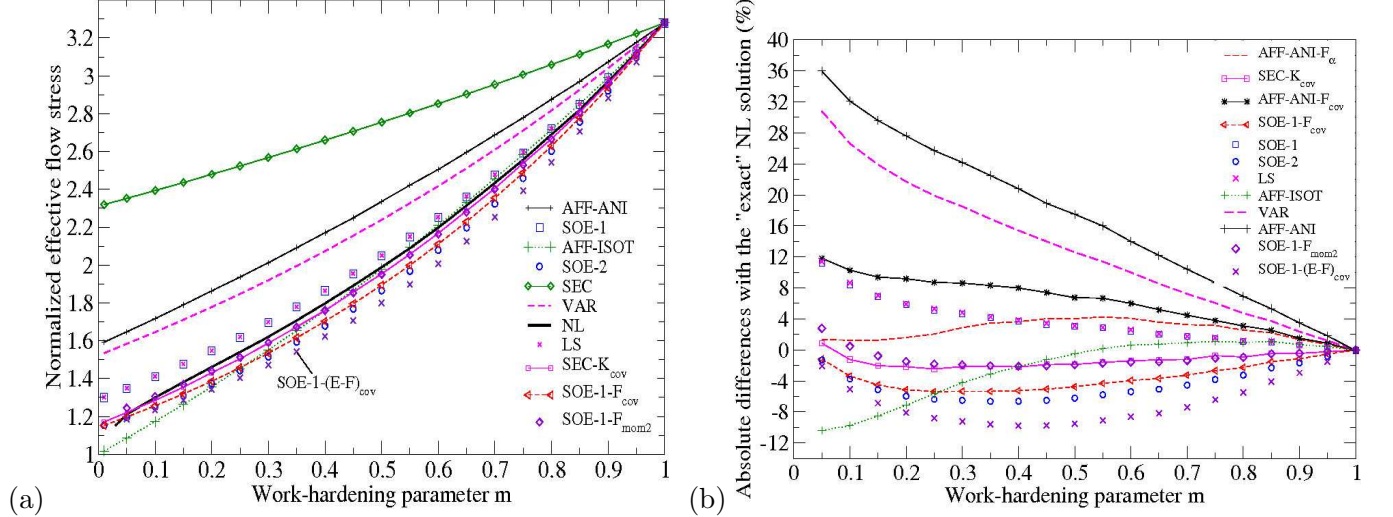 Normalized effective flow stress
3.2
3
2.8
2.6
2.4
2.2
2
1.8
1.6
1.4
1.2
1
0 0.1 0.2 0.3 0.4 0.5 0.6 0.7 0.8 0.9 1
Work-hardening parameter m
AFF-ANI
SOE-1
AFF-ISOT
SOE-2
SEC
VAR
NL
LS
SEC-K_cov
SOE-1-F_cov
SOE-1-F_mom2
SOE-1-(E-F)_cov
(a)
Absolute differences with the "exact" NL solution (%)
40
36
32
28
24
20
16
12
8
4
0
-4
-8
-12
0 0.1 0.2 0.3 0.4 0.5 0.6 0.7 0.8 0.9 1
Work-hardening parameter m
AFF-ANI-F_α
SEC-K_cov
AFF-ANI-F_cov
SOE-1-F_cov
SOE-1
SOE-2
LS
AFF-ISOT
VAR
AFF-ANI
SOE-1-F_mom2
SOE-1-(E-F)_cov
(b)